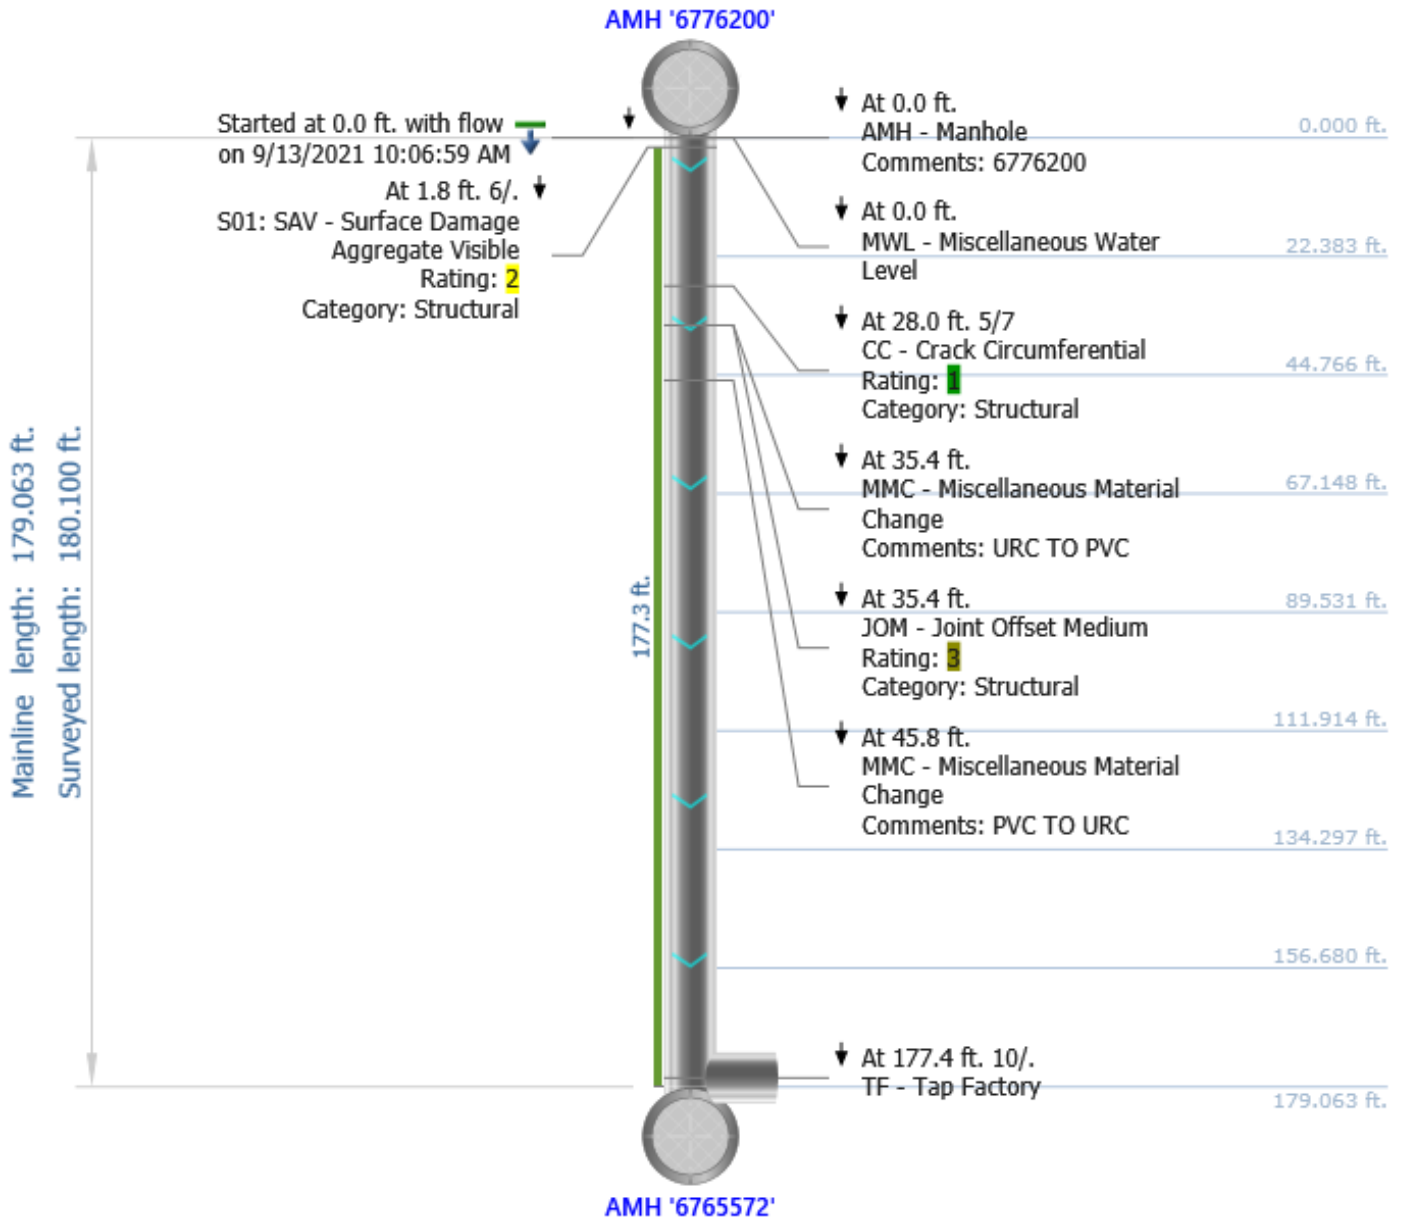 AMH '6776200'
Started at 0.0 ft. with flow
on 9/13/2021 10:06:59 AM
At 1.8 ft. 6/.
S01: SAV - Surface Damage
Aggregate Visible
Rating: 2
Category: Structural
Mainline length: 179.063 ft.
Surveyed length: 180.100 ft.
177.3 ft.
At 0.0 ft.
AMH - Manhole
Comments: 6776200
At 0.0 ft.
MWL - Miscellaneous Water
Level
At 28.0 ft. 5/7
CC - Crack Circumferential
Rating: 1
Category: Structural
At 35.4 ft.
MMC - Miscellaneous Material
Change
Comments: URC TO PVC
At 35.4 ft.
JOM - Joint Offset Medium
Rating: 3
Category: Structural
At 45.8 ft.
MMC - Miscellaneous Material
Change
Comments: PVC TO URC
At 177.4 ft. 10/.
TF - Tap Factory
0.000 ft.
22.383 ft.
44.766 ft.
67.148 ft.
89.531 ft.
111.914 ft.
134.297 ft.
156.680 ft.
179.063 ft.
AMH '6765572'